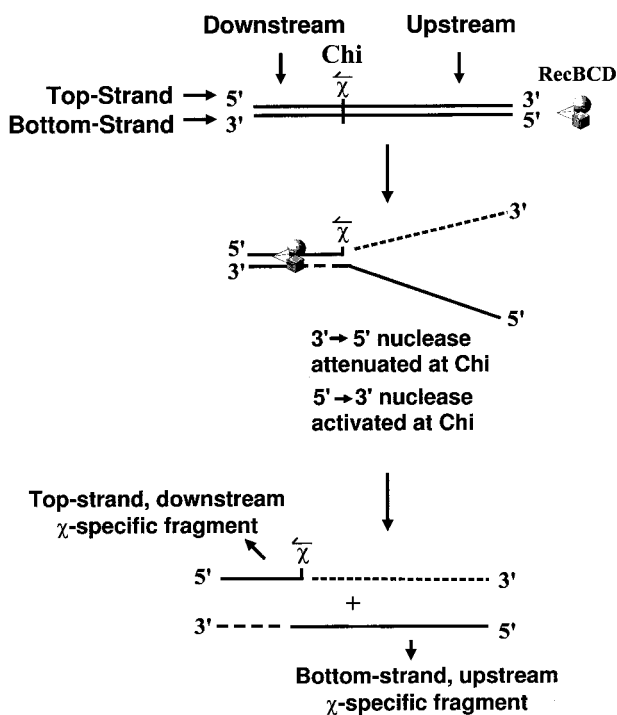 Downstream Upstream
Chi
χ
RecBCD
Top-Strand 5' 3'
Bottom-Strand 3' 5'
χ
3'
5'
3'
5'
3'→ 5' nuclease
attenuated at Chi
5'→3' nuclease
activated at Chi
Top-strand, downstream
χ-specific fragment
χ
5' 3'
+
3' 5'
Bottom-strand, upstream
χ-specific fragment